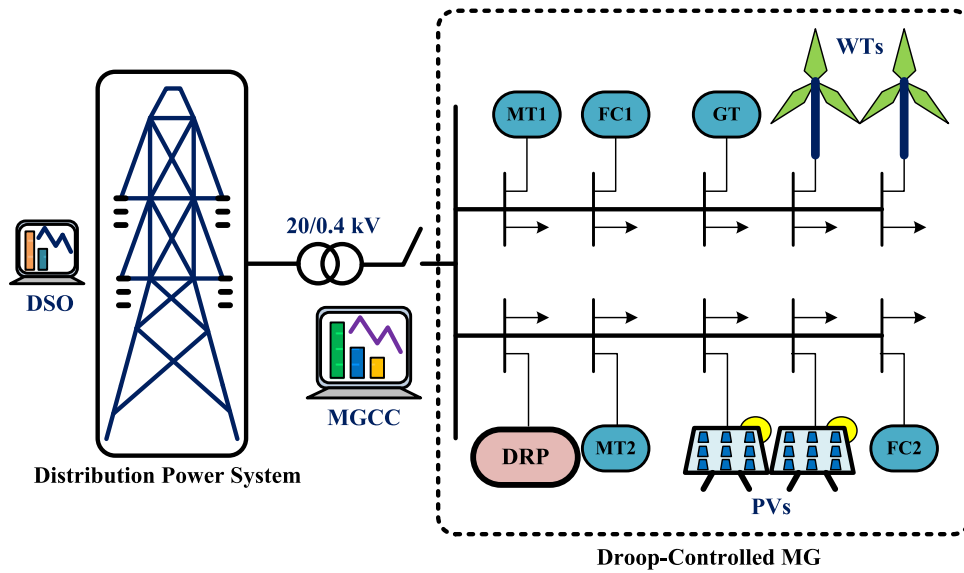 WTs
MT1
FC1
GT
20/0.4 kV
DSO
MGCC
DRP
MT2
FC2
PVs
Distribution Power System
Droop-Controlled MG